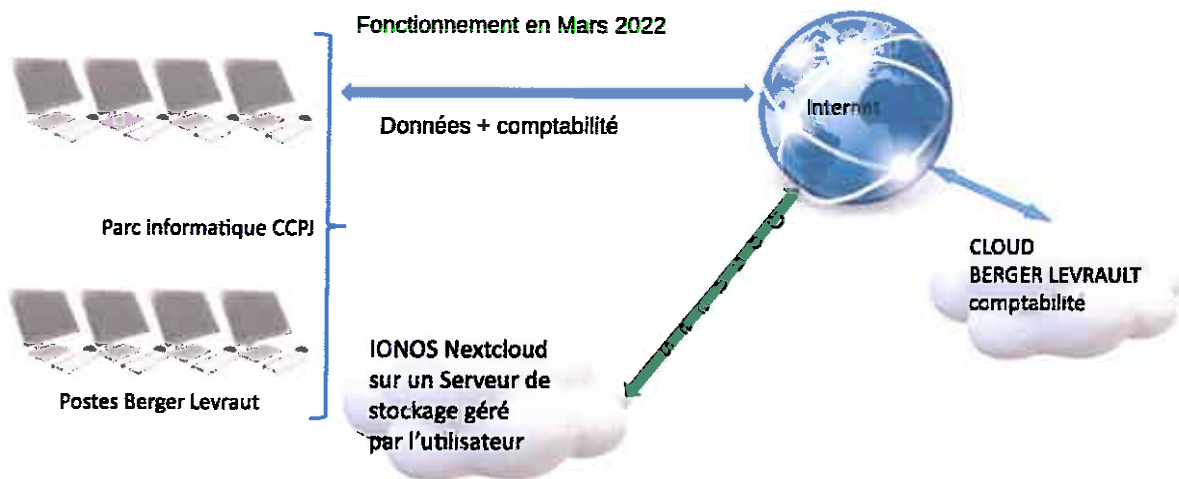 Fonctionnement en Mars 2022
Internet
Données + comptabilité
Parc informatique CCPJ
CLOUD
BERGER LEVRAULT
comptabilité
IONOS Nextcloud
sur un Serveur de
stockage géré
par l'utilisateur
Postes Berger Levraut